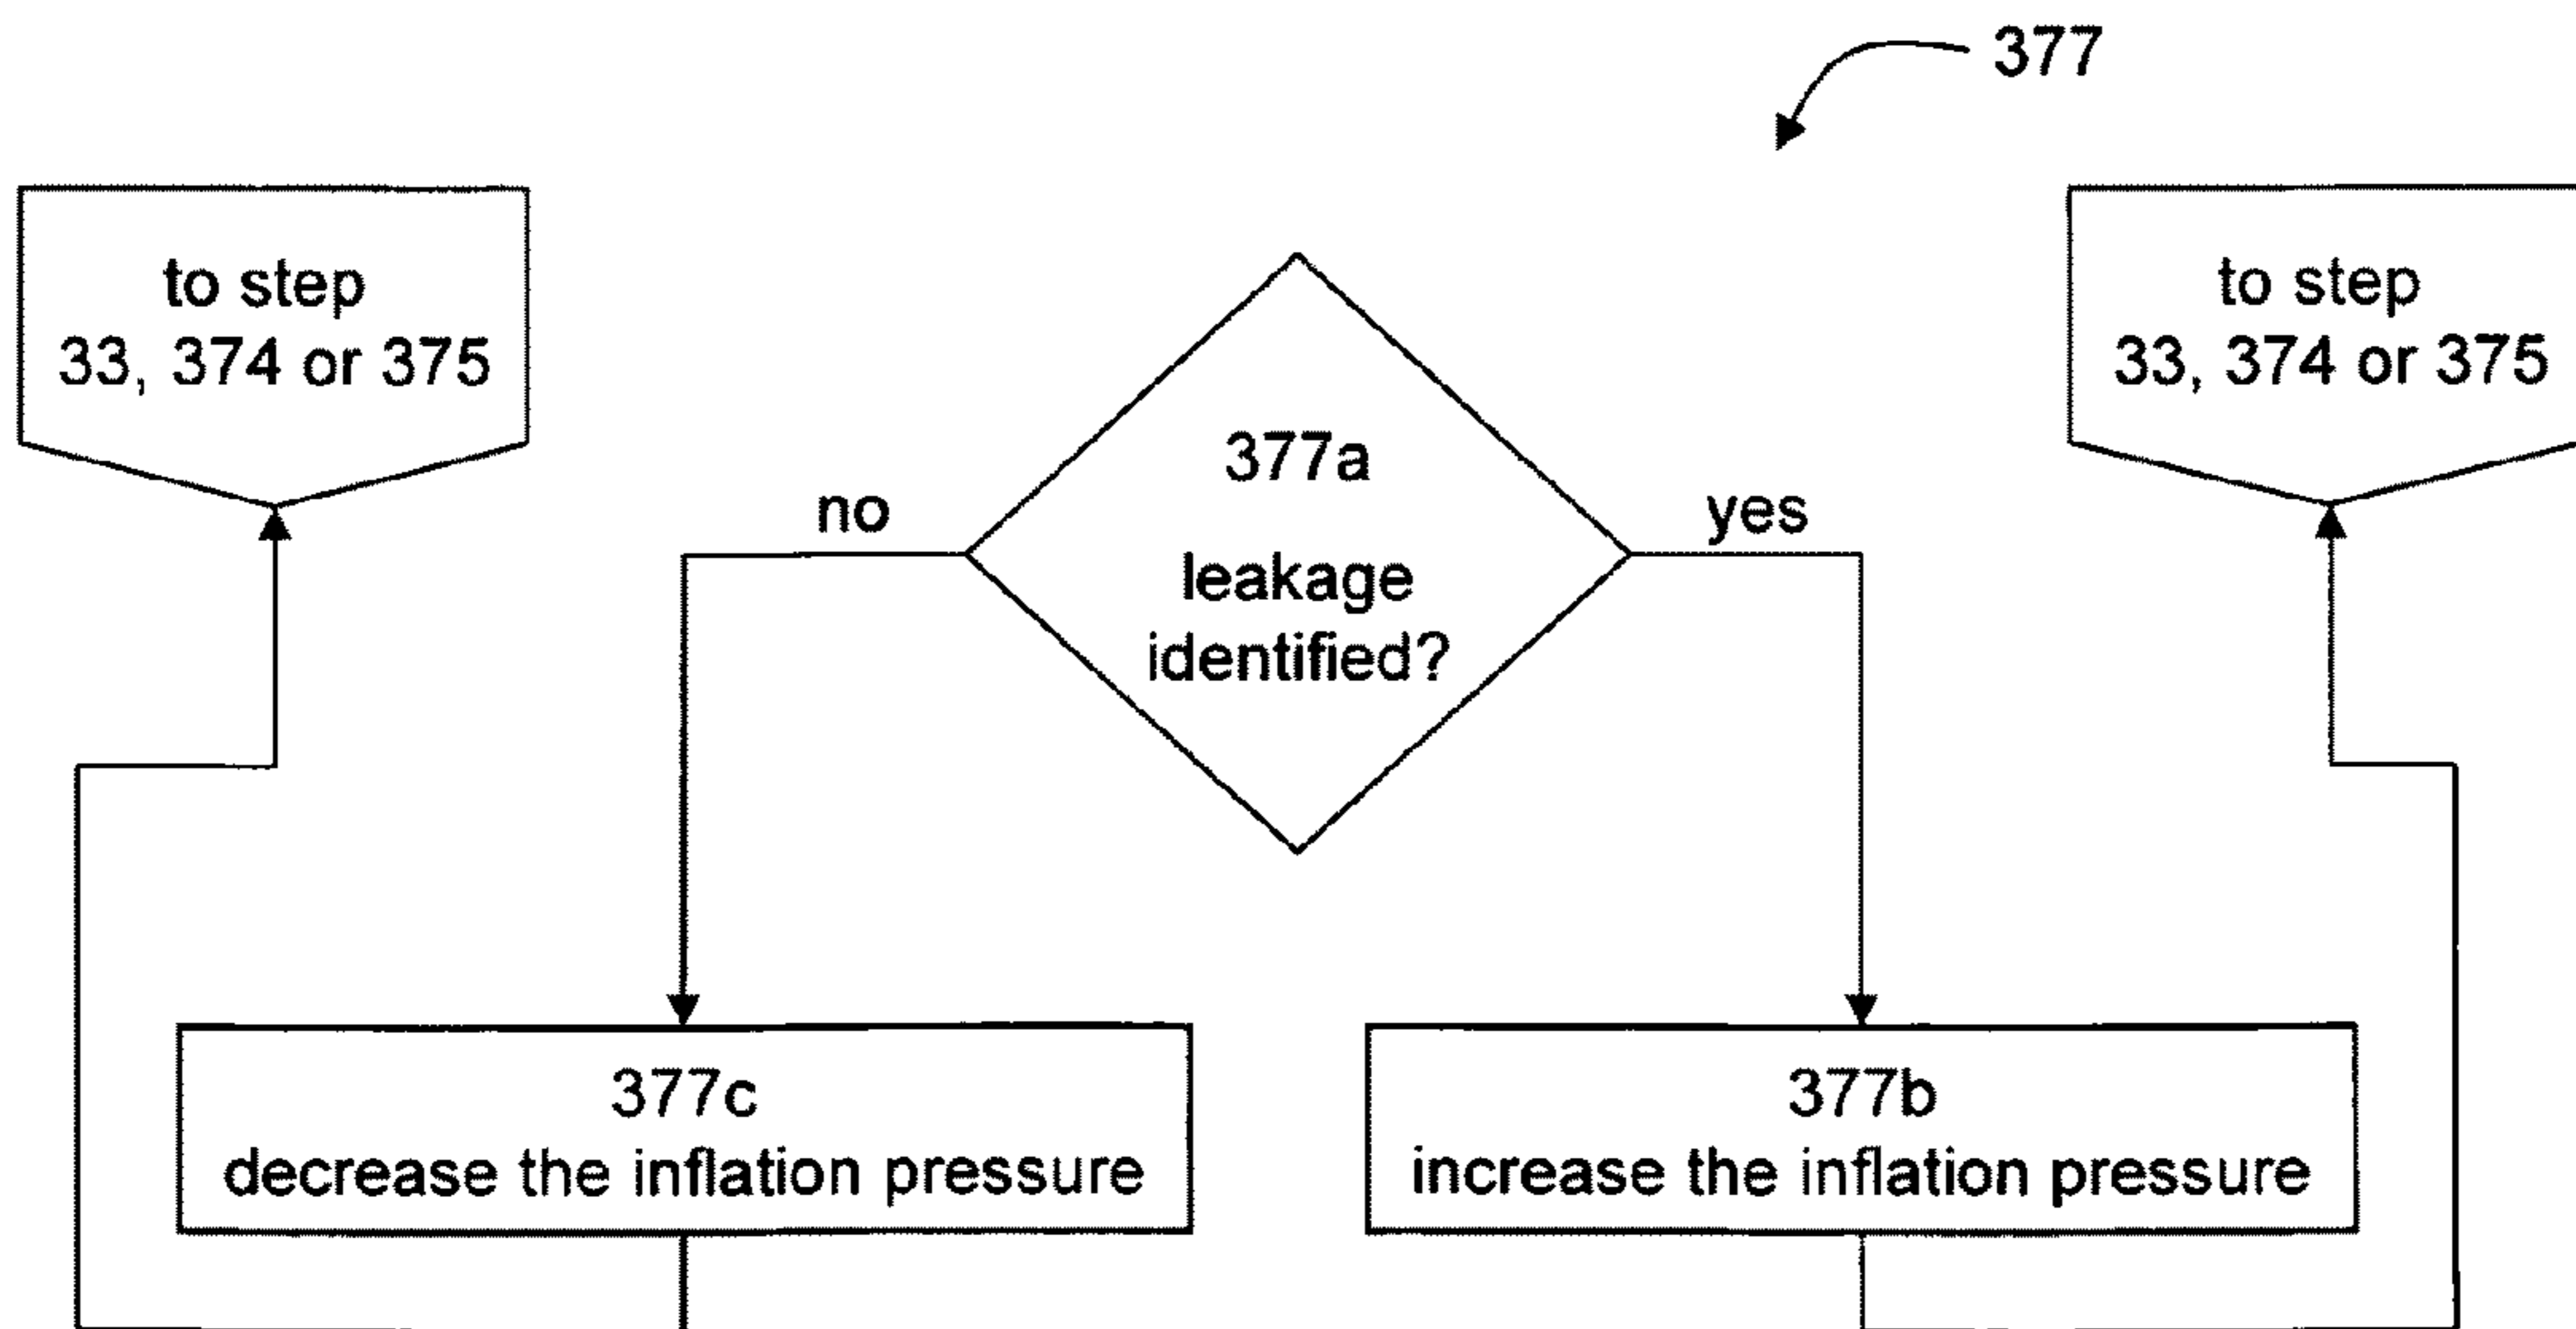 377
to step
33, 374 or 375
to step
33, 374 or 375
377a
leakage
identified?
no
yes
377c
decrease the inflation pressure
377b
increase the inflation pressure